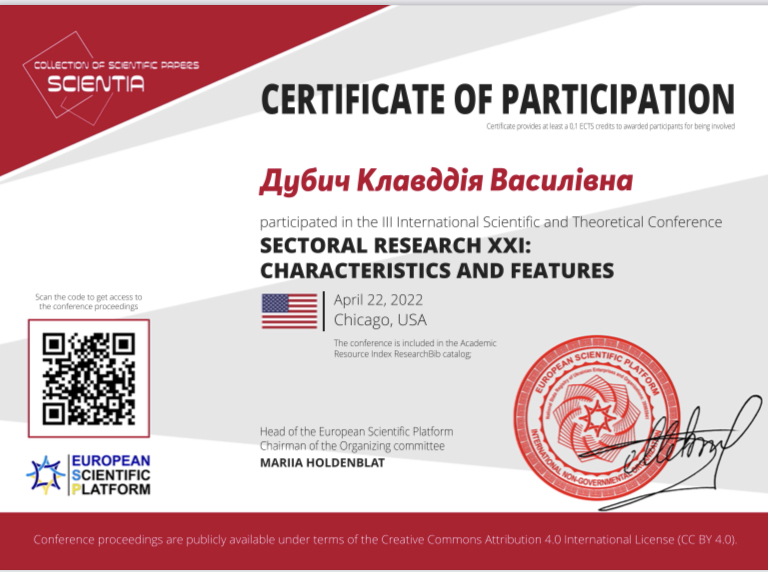 COLLECTION OF SCIENTIFIC PAPERS
SCIENTIA
CERTIFICATE OF PARTICIPATION
Certificate provides at least a 0,1 ECTS credits to awarded participants for being involved
Дубич Клавддія Василівна
participated in the III International Scientific and Theoretical Conference
SECTORAL RESEARCH XXI:
CHARACTERISTICS AND FEATURES
April 22, 2022
Chicago, USA
The conference is included in the Academic
Resource Index ResearchBib catalog;
Scan the code to get access to
the conference proceedings
EUROPEAN
SCIENTIFIC
PLATFORM
Head of the European Scientific Platform
Chairman of the Organizing committee
MARIIA HOLDENBLAT
EUROPEAN SCIENTIFIC PLATFORM
INTERNATIONAL NON-GOVERNMENTAL
Conference proceedings are publicly available under terms of the Creative Commons Attribution 4.0 International License (CC BY 4.0).